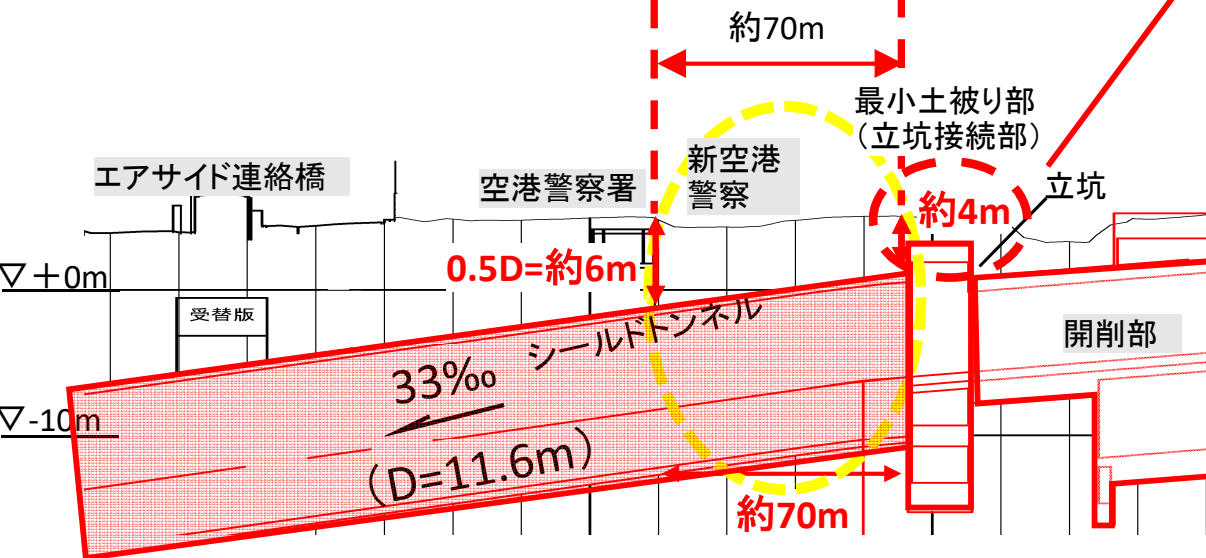 約70m
最小土被り部
（立坑接続部）
エアサイド連絡橋
空港警察署
新空港
警察
立坑
約4m
0.5D=約6m
▽＋0m
受替版
シールドトンネル
開削部
33‰
▽-10m
（D=11.6m）
約70m